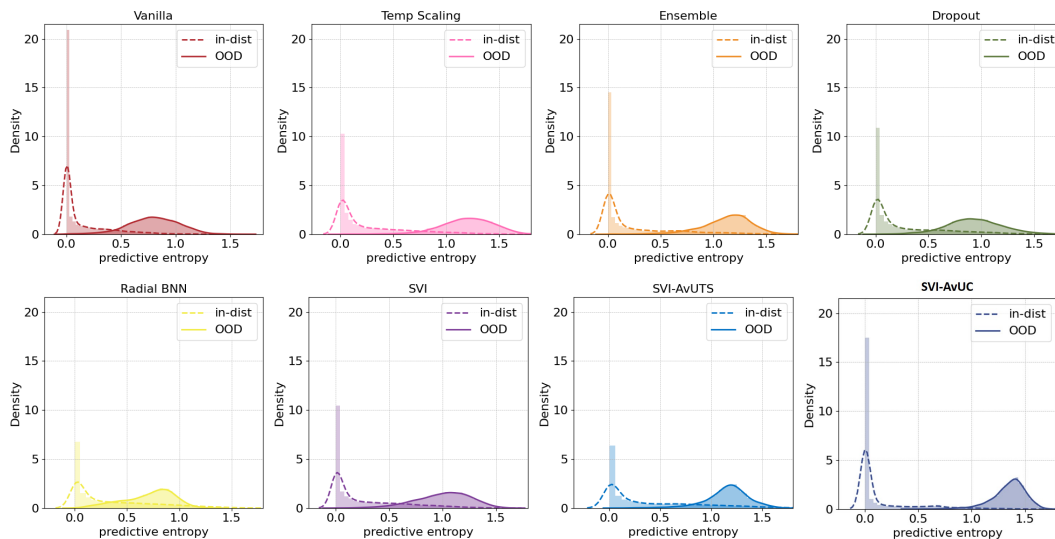 Vanilla
Density
20
15
10
5
0
0.0 0.5 1.0 1.5
predictive entropy
in-dist
OOD
Temp Scaling
Density
20
15
10
5
0
0.0 0.5 1.0 1.5
predictive entropy
in-dist
OOD
Ensemble
Density
20
15
10
5
0
0.0 0.5 1.0 1.5
predictive entropy
in-dist
OOD
Dropout
Density
20
15
10
5
0
0.0 0.5 1.0 1.5
predictive entropy
in-dist
OOD
Radial BNN
Density
20
15
10
5
0
0.0 0.5 1.0 1.5
predictive entropy
in-dist
OOD
SVI
Density
20
15
10
5
0
0.0 0.5 1.0 1.5
predictive entropy
in-dist
OOD
SVI-AvUTS
Density
20
15
10
5
0
0.0 0.5 1.0 1.5
predictive entropy
in-dist
OOD
SVI-AvUC
Density
20
15
10
5
0
0.0 0.5 1.0 1.5
predictive entropy
in-dist
OOD